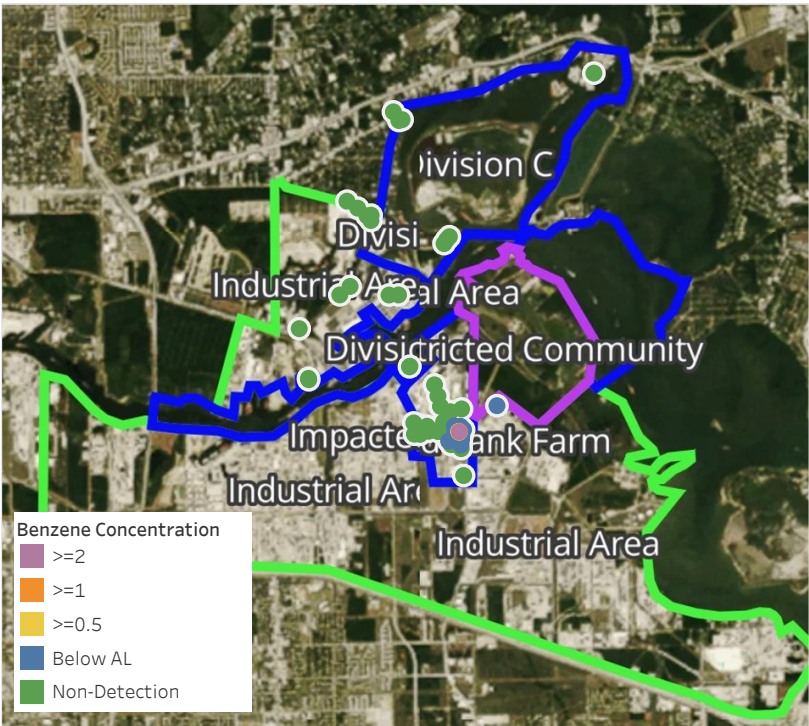 Division C
Divisi
Industrial Area
al Area
Divisi
tricted Community
Impacte
ank Farm
Industrial Are
Industrial Area
Benzene Concentration
>=2
>=1
>=0.5
Below AL
Non-Detection